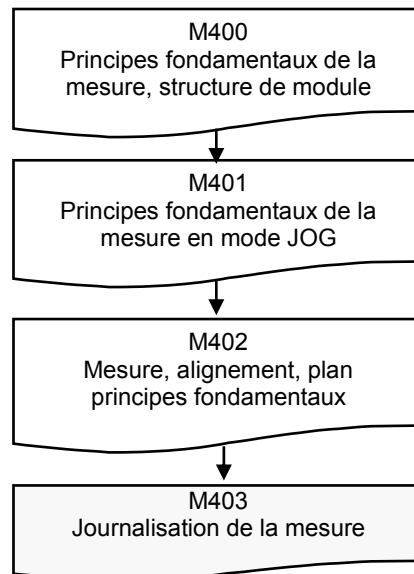 M400
Principes fondamentaux de la
mesure, structure de module
M401
Principes fondamentaux de la
mesure en mode JOG
M402
Mesure, alignement, plan
principes fondamentaux
M403
Journalisation de la mesure